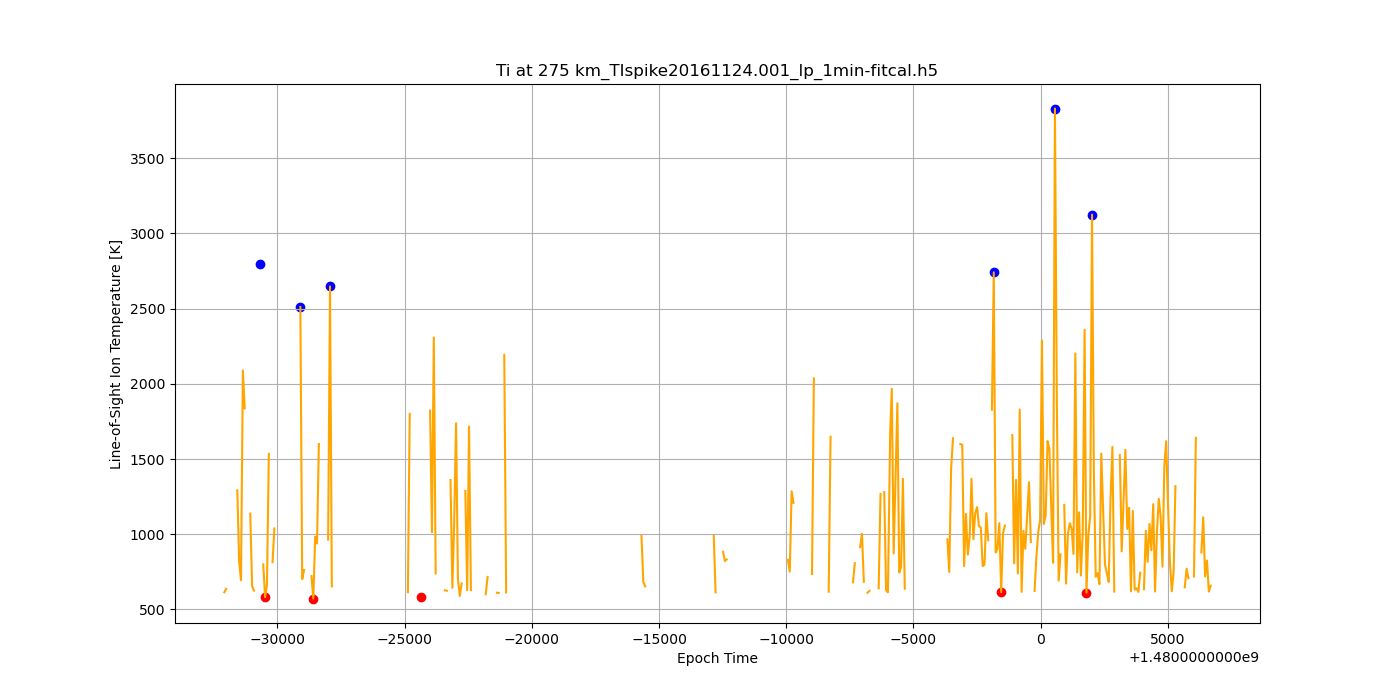 Ti at 275 km_TIspike20161124.001_lp_1min-fitcal.h5
Line-of-Sight Ion Temperature [K]
3500
3000
2500
2000
1500
1000
500
−30000 −25000 −20000 −15000 −10000 −5000 0 5000
Epoch Time
+1.4800000000e9